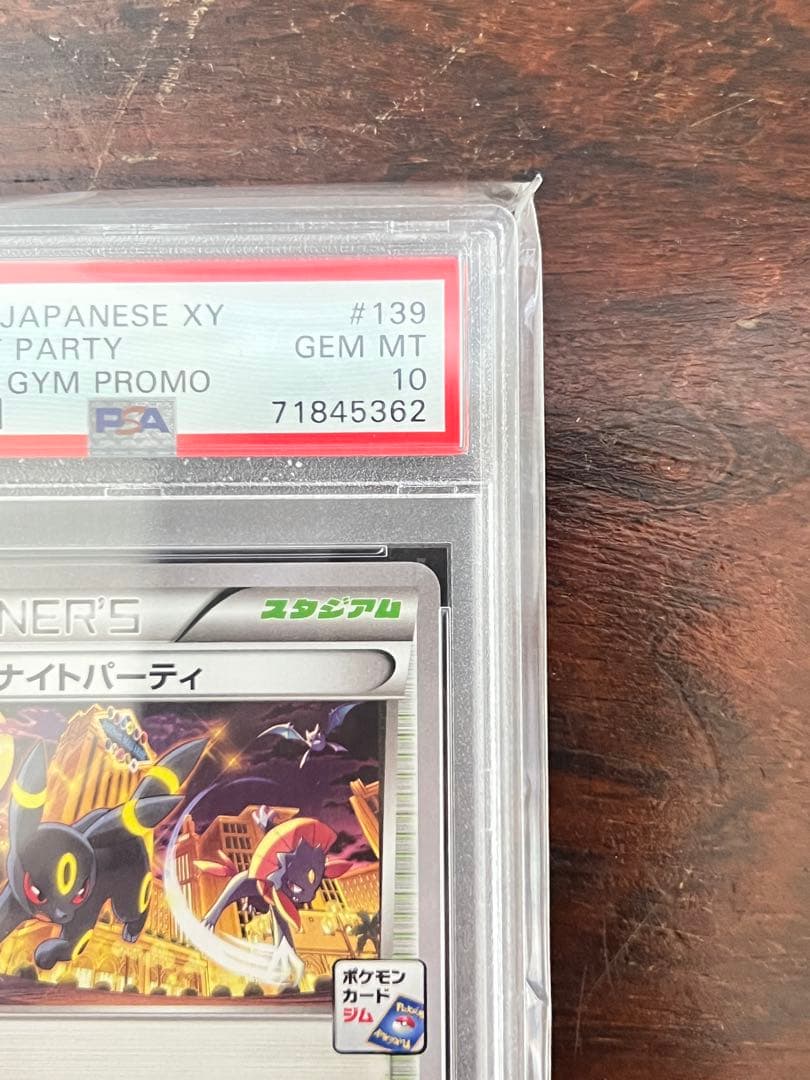 JAPANESE XY #139
PARTY GEM MT
GYM PROMO 10
PSA 71845362
NER'S スタジアム
ナイトパーティ
ポケモン
カード
ジム